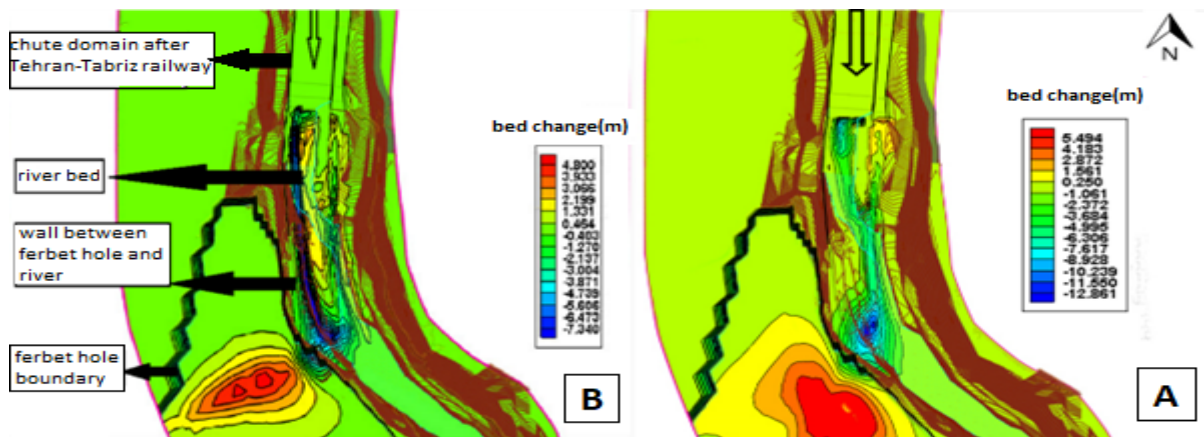 chute domain after
Tehran-Tabriz railway
river bed
wall between
ferbet hole and
river
ferbet hole
boundary
bed change(m)
4.800
3.933
3.066
2.199
1.331
0.464
-0.403
-1.270
-2.137
-3.004
-3.871
-4.739
-5.606
-6.473
-7.340
B
N
bed change(m)
5.494
4.183
2.872
1.561
0.250
-1.061
-2.372
-3.684
-4.995
-6.306
-7.617
-8.928
-10.239
-11.550
-12.861
A